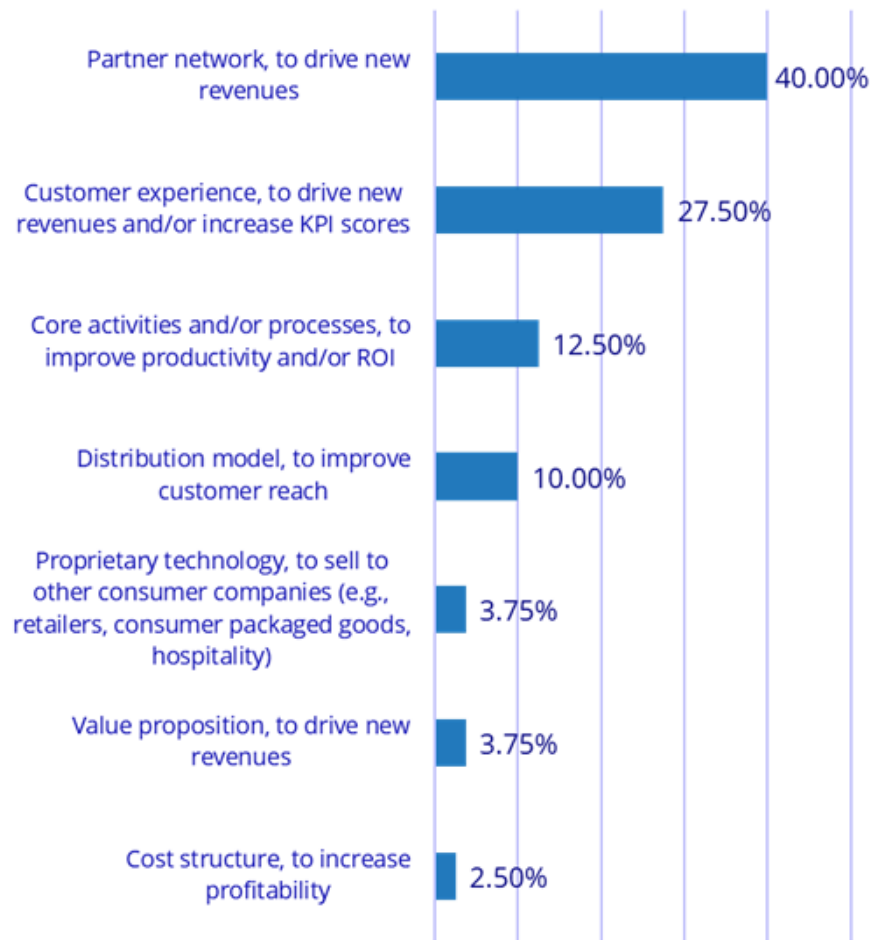 Partner network, to drive new
revenues
40.00%
Customer experience, to drive new
revenues and/or increase KPI scores
27.50%
Core activities and/or processes, to
improve productivity and/or ROI
12.50%
Distribution model, to improve
customer reach
10.00%
Proprietary technology, to sell to
other consumer companies (e.g.,
retailers, consumer packaged goods,
hospitality)
3.75%
Value proposition, to drive new
revenues
3.75%
Cost structure, to increase
profitability
2.50%